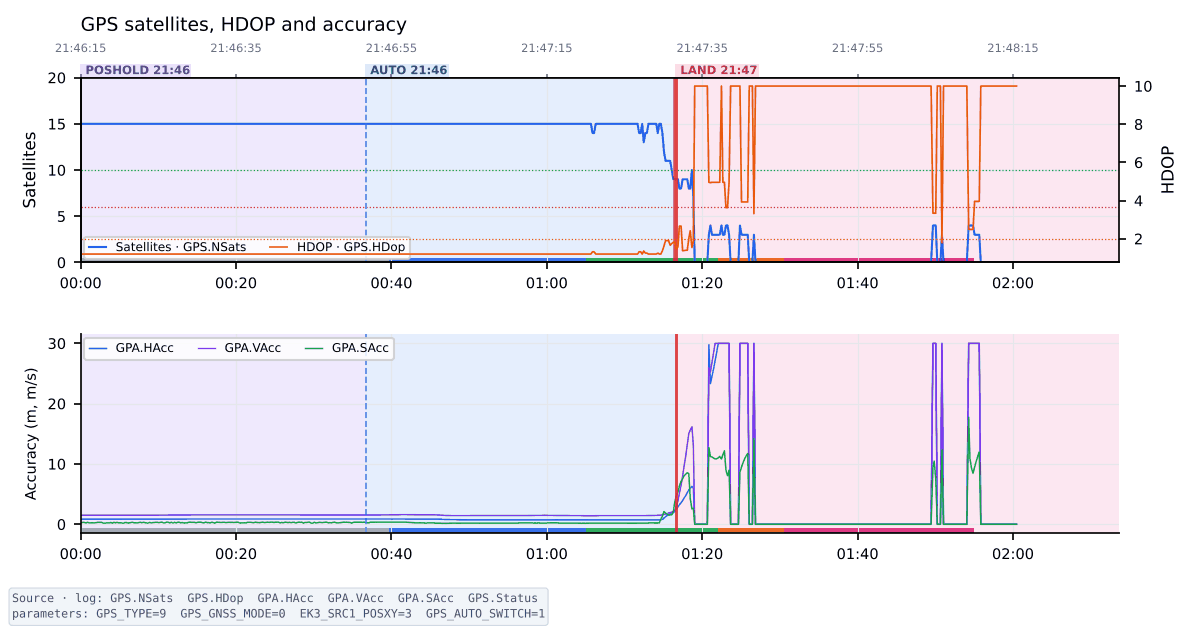 GPS satellites, HDOP and accuracy
21:46:15 21:46:35 21:46:55 21:47:15 21:47:35 21:47:55 21:48:15
POSHOLD 21:46 AUTO 21:46 LAND 21:47
20
15
10
5
0
Satellites
10
8
6
4
2
HDOP
Satellites · GPS.NSats HDOP · GPS.HDop
00:00 00:20 00:40 01:00 01:20 01:40 02:00
30
20
10
0
Accuracy (m, m/s)
GPA.HAcc GPA.VAcc GPA.SAcc
00:00 00:20 00:40 01:00 01:20 01:40 02:00
Source · log: GPS.NSats GPS.HDop GPA.HAcc GPA.VAcc GPA.SAcc GPS.Status
parameters: GPS_TYPE=9 GPS_GNSS_MODE=0 EK3_SRC1_POSXY=3 GPS_AUTO_SWITCH=1